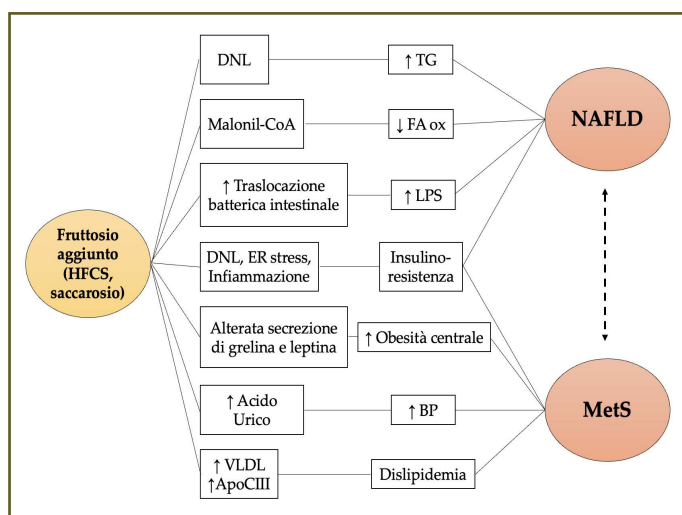 DNL
↑ TG
NAFLD
Malonil-CoA
↓ FA ox
↑ Traslocazione
batterica intestinale
↑ LPS
Fruttosio
aggiunto
(HFCS,
saccarosio)
DNL, ER stress,
Infiammazione
Insulino-
resistenza
Alterata secrezione
di grelina e leptina
↑ Obesità centrale
↑ Acido
Urico
↑ BP
MetS
↑ VLDL
↑ApoCIII
Dislipidemia